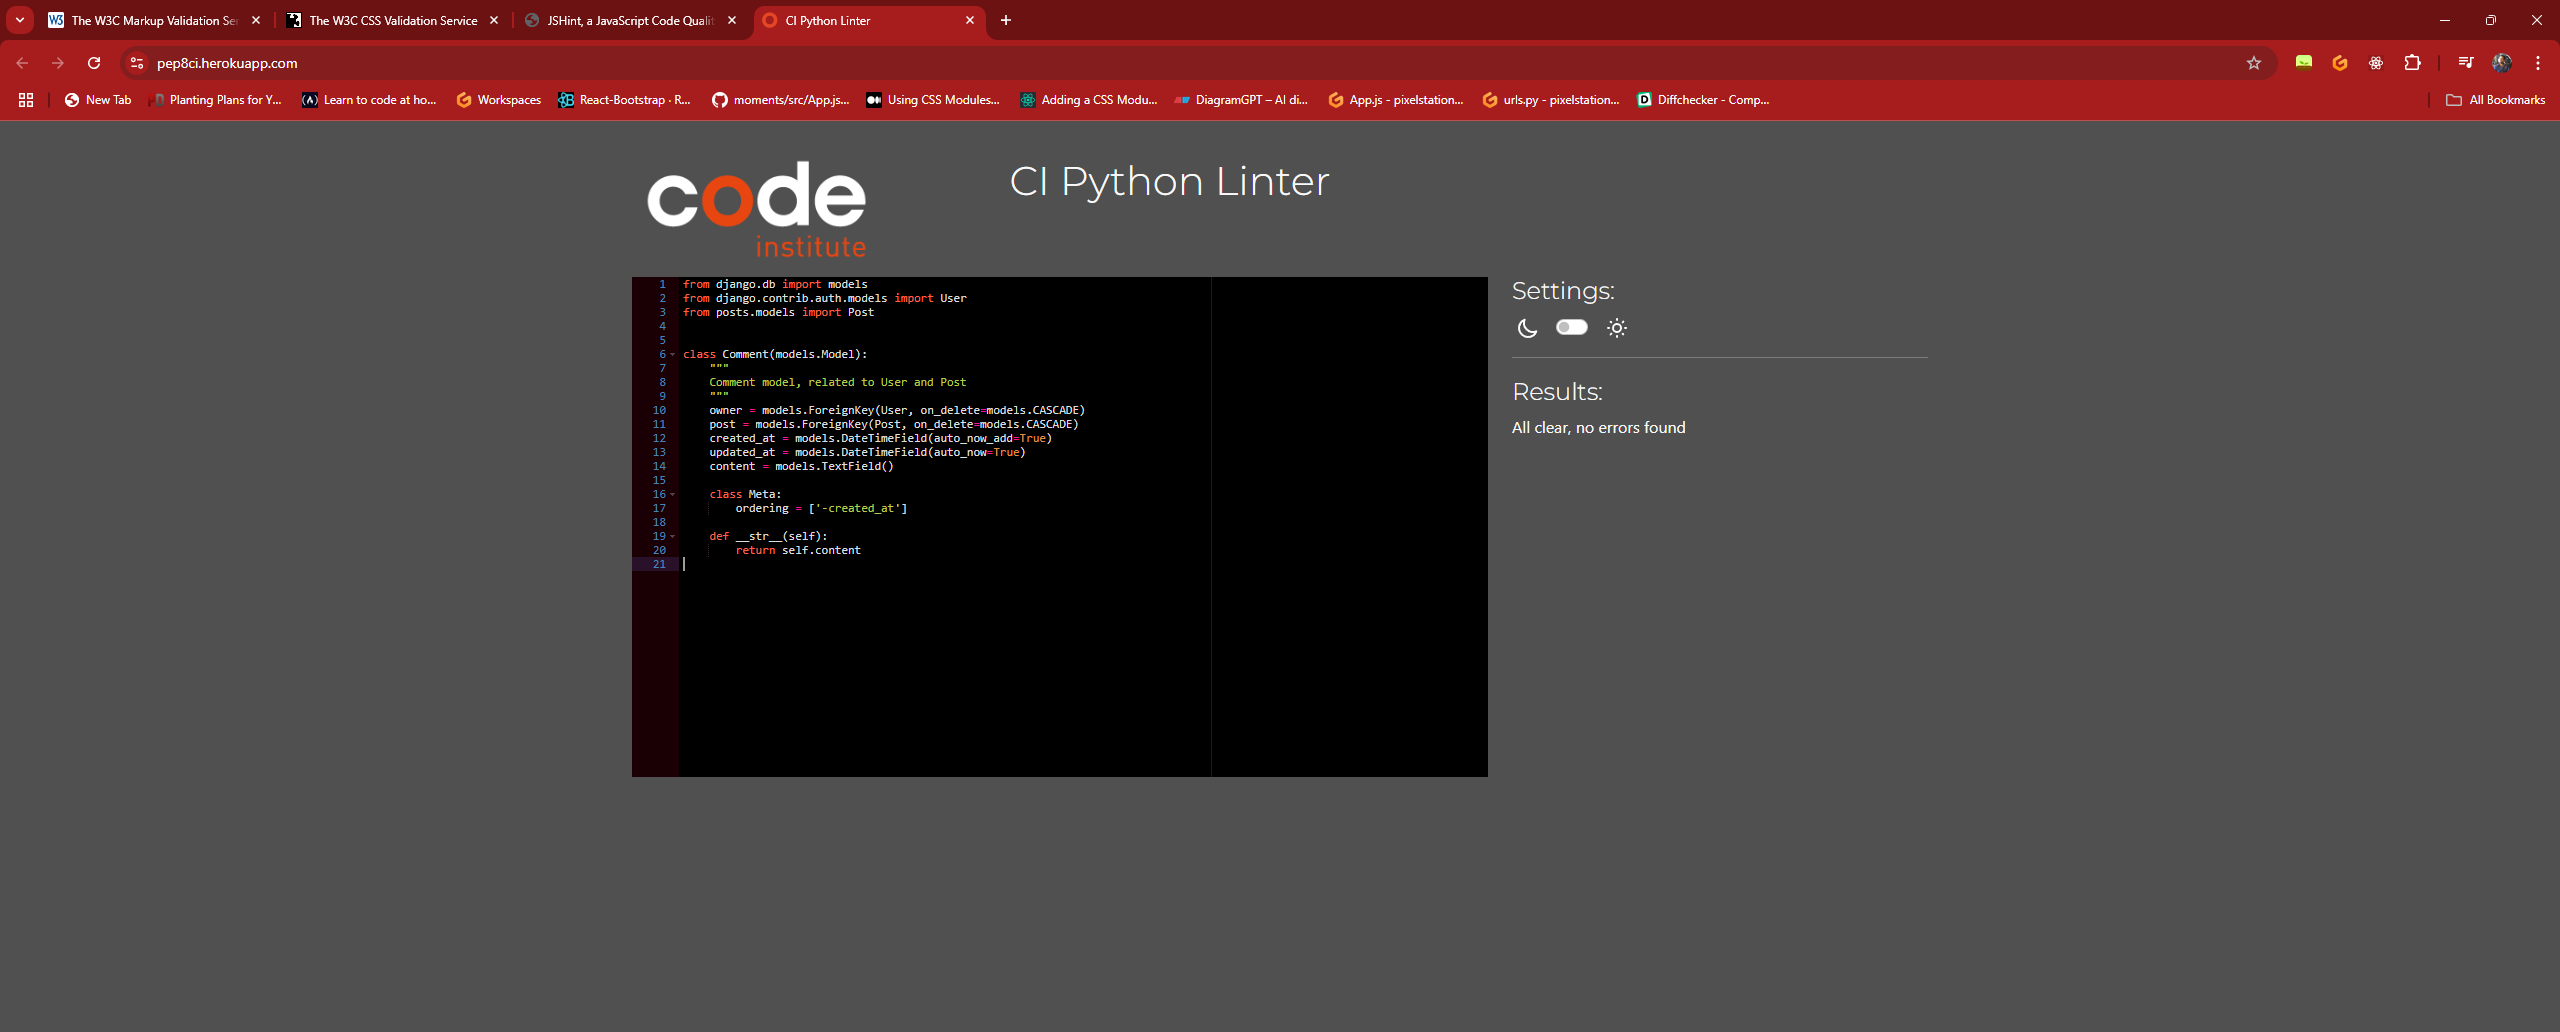 The W3C Markup Validation Se
The W3C CSS Validation Service
JSHint, a JavaScript Code Qualit
CI Python Linter
pep8ci.herokuapp.com
New Tab
Planting Plans for Y...
Learn to code at ho...
Workspaces
React-Bootstrap · R...
moments/src/App.js...
Using CSS Modules...
Adding a CSS Modu...
DiagramGPT – AI di...
App.js - pixelstation...
urls.py - pixelstation...
Diffchecker - Comp...
All Bookmarks
code
institute
CI Python Linter
1 from django.db import models
2 from django.contrib.auth.models import User
3 from posts.models import Post
4
5
6 class Comment(models.Model):
7     """
8     Comment model, related to User and Post
9     """
10     owner = models.ForeignKey(User, on_delete=models.CASCADE)
11     post = models.ForeignKey(Post, on_delete=models.CASCADE)
12     created_at = models.DateTimeField(auto_now_add=True)
13     updated_at = models.DateTimeField(auto_now=True)
14     content = models.TextField()
15
16     class Meta:
17         ordering = ['-created_at']
18
19     def __str__(self):
20         return self.content
21
Settings:
Results:
All clear, no errors found